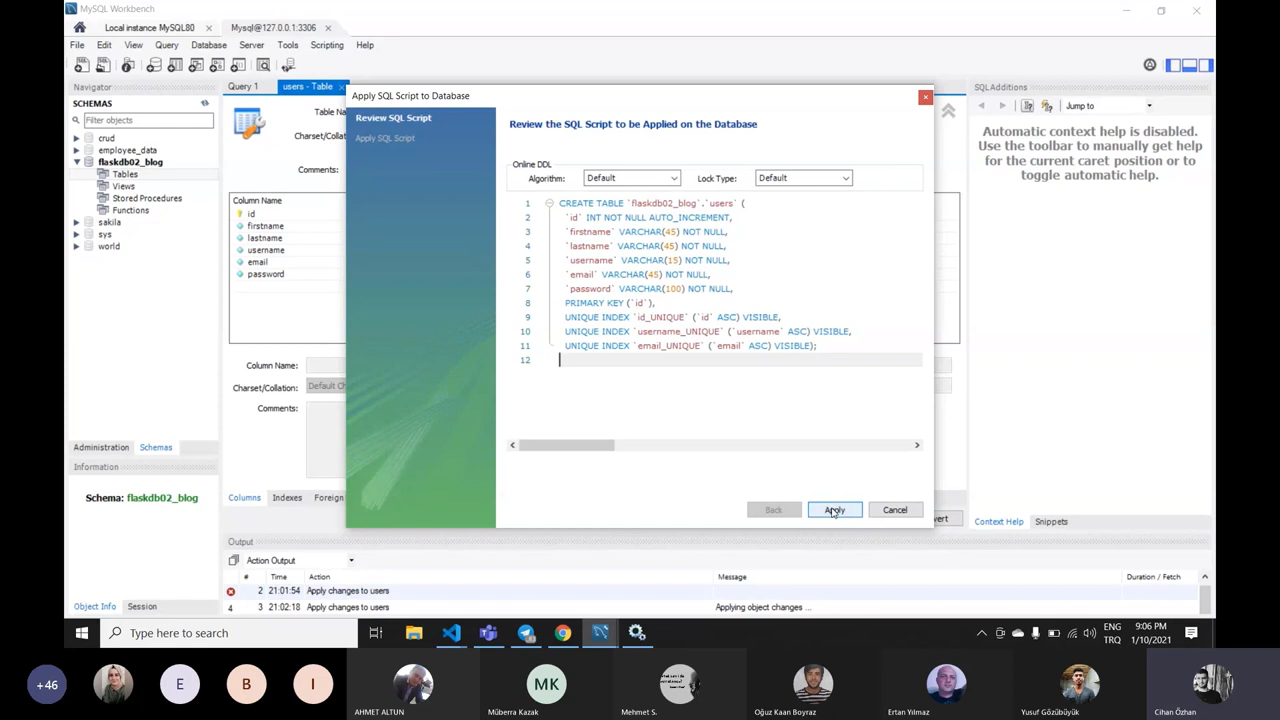 MySQL Workbench
Local instance MySQL80
Mysql@127.0.0.1:3306
File Edit View Query Database Server Tools Scripting Help
Navigator
SCHEMAS
Filter objects
crud
employee_data
flaskdb02_blog
Tables
Views
Stored Procedures
Functions
sakila
sys
world
Administration Schemas
Information
Schema: flaskdb02_blog
Object Info Session
Query 1
users - Table
Table Na
Charset/Collat
Comments:
Column Name
id
firstname
lastname
username
email
password
Column Name:
Charset/Collation: Default Ch
Comments:
Columns Indexes Foreign
vert
Apply SQL Script to Database
Review SQL Script
Apply SQL Script
Review the SQL Script to be Applied on the Database
Online DDL
Algorithm: Default Lock Type: Default
1 CREATE TABLE `flaskdb02_blog`.`users` (
2 `id` INT NOT NULL AUTO_INCREMENT,
3 `firstname` VARCHAR(45) NOT NULL,
4 `lastname` VARCHAR(45) NOT NULL,
5 `username` VARCHAR(15) NOT NULL,
6 `email` VARCHAR(45) NOT NULL,
7 `password` VARCHAR(100) NOT NULL,
8 PRIMARY KEY (`id`),
9 UNIQUE INDEX `id_UNIQUE` (`id` ASC) VISIBLE,
10 UNIQUE INDEX `username_UNIQUE` (`username` ASC) VISIBLE,
11 UNIQUE INDEX `email_UNIQUE` (`email` ASC) VISIBLE);
12
Back Apply Cancel
SQLAdditions
Jump to
Automatic context help is disabled.
Use the toolbar to manually get help
for the current caret position or to
toggle automatic help.
Context Help Snippets
Output
Action Output
# Time Action Message Duration / Fetch
2 21:01:54 Apply changes to users
4 3 21:02:18 Apply changes to users Applying object changes ...
Type here to search
ENG
TRQ
9:06 PM
1/10/2021
+46
E
B
I
AHMET ALTUN
MK
Müberra Kazak
Mehmet S.
Oğuz Kaan Boyraz
Ertan Yılmaz
Yusuf Gözübüyük
Cihan Özhan